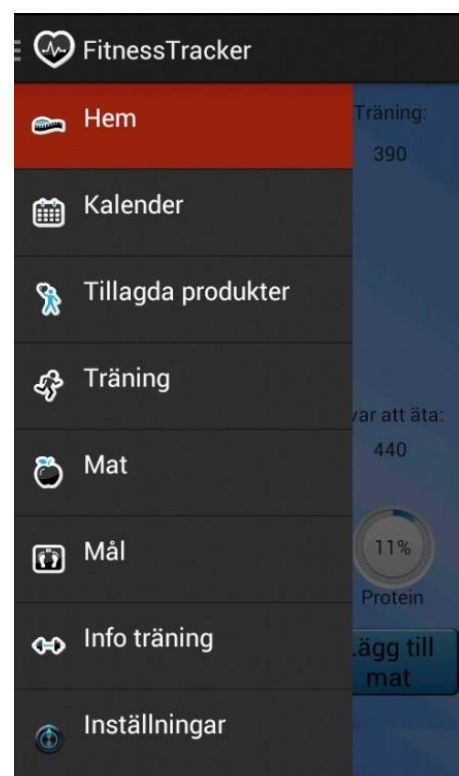 FitnessTracker
Hem
Kalender
Tillagda produkter
Träning
Mat
Mål
Info träning
Inställningar
Träning:
390
var att äta:
440
11%
Protein
Lägg till
mat